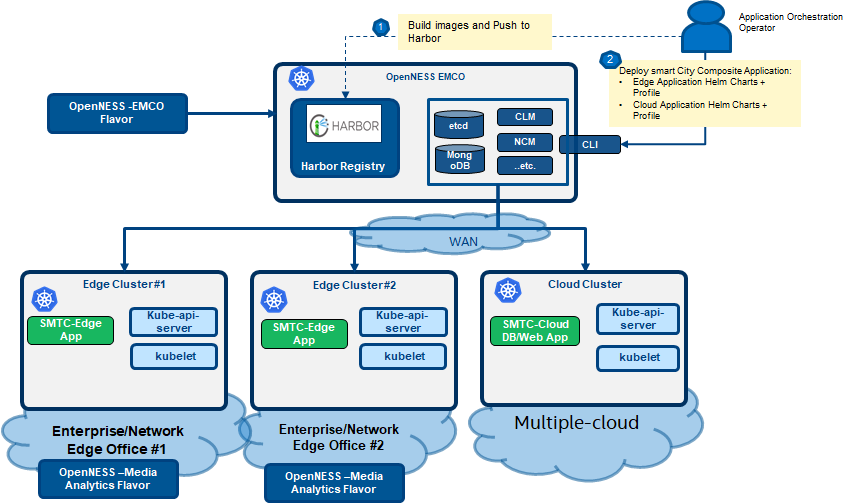 1
Build images and Push to
Harbor
Application Orchestration
Operator
2
Deploy smart City Composite Application:
• Edge Application Helm Charts +
Profile
• Cloud Application Helm Charts +
Profile
OpenNESS EMCO
OpenNESS -EMCO
Flavor
HARBOR
Harbor Registry
etcd
Mong
oDB
CLM
NCM
..etc.
CLI
WAN
Edge Cluster#1
SMTC-Edge
App
Kube-api-
server
kubelet
Edge Cluster#2
SMTC-Edge
App
Kube-api-
server
kubelet
Cloud Cluster
SMTC-Cloud
DB/Web App
Kube-api-
server
kubelet
Enterprise/Network
Edge Office #1
OpenNESS –Media
Analytics Flavor
Enterprise/Network
Edge Office #2
OpenNESS –Media
Analytics Flavor
Multiple-cloud